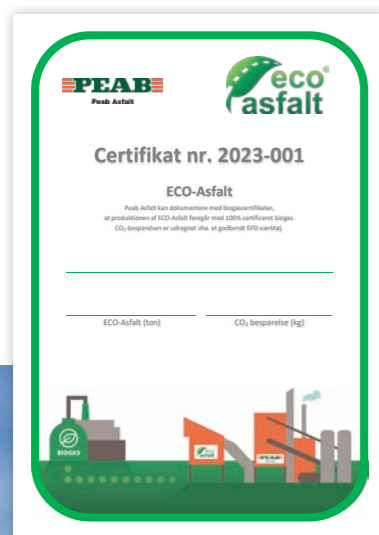 PEAB
Peab Asfalt
eco
asfalt
Certifikat nr. 2023-001
ECO-Asfalt
Peab Asfalt kan dokumentere med biogascertifikater,
at produktionen af ECO-Asfalt foregår med 100% certificeret biogas.
CO₂-besparelsen er udregnet vha. et godkendt EPD-værktøj.
ECO-Asfalt (ton) CO₂ besparelse (kg)
BIOGAS
eco
asfalt
PEAB